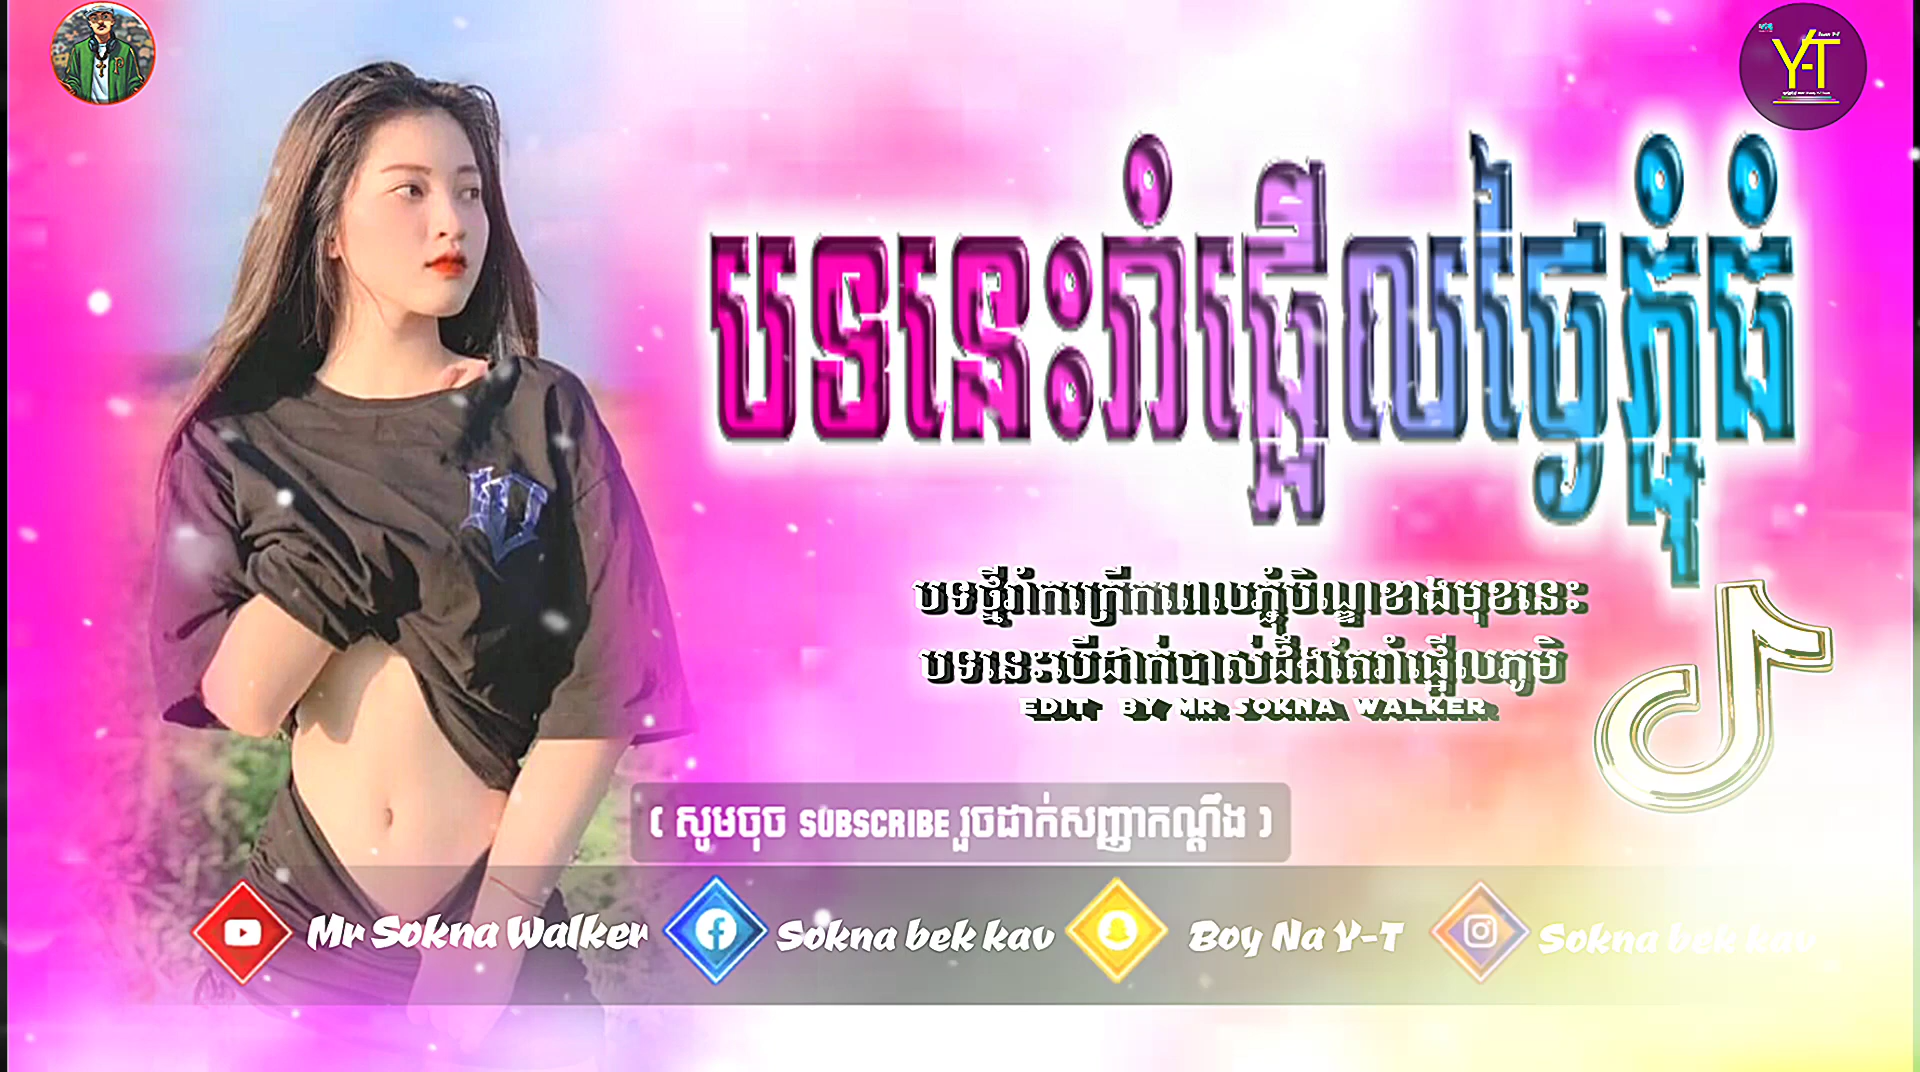 Y-T
បទនេះរាំផ្អើលថ្ងៃភ្ជុំធំ
បទថ្មីរាំកក្រើកពេលភ្ជុំបិណ្ឌខាងមុខនេះ
បទនេះបើដាក់បាស់ដឹងតែរាំផ្អើលភូមិ
EDIT BY MR SOKNA WALKER
( សូមចុច SUBSCRIBE រួចដាក់សញ្ញាកណ្ដឹង )
Mr Sokna Walker Sokna bek kav Boy Na Y-T Sokna bek kav